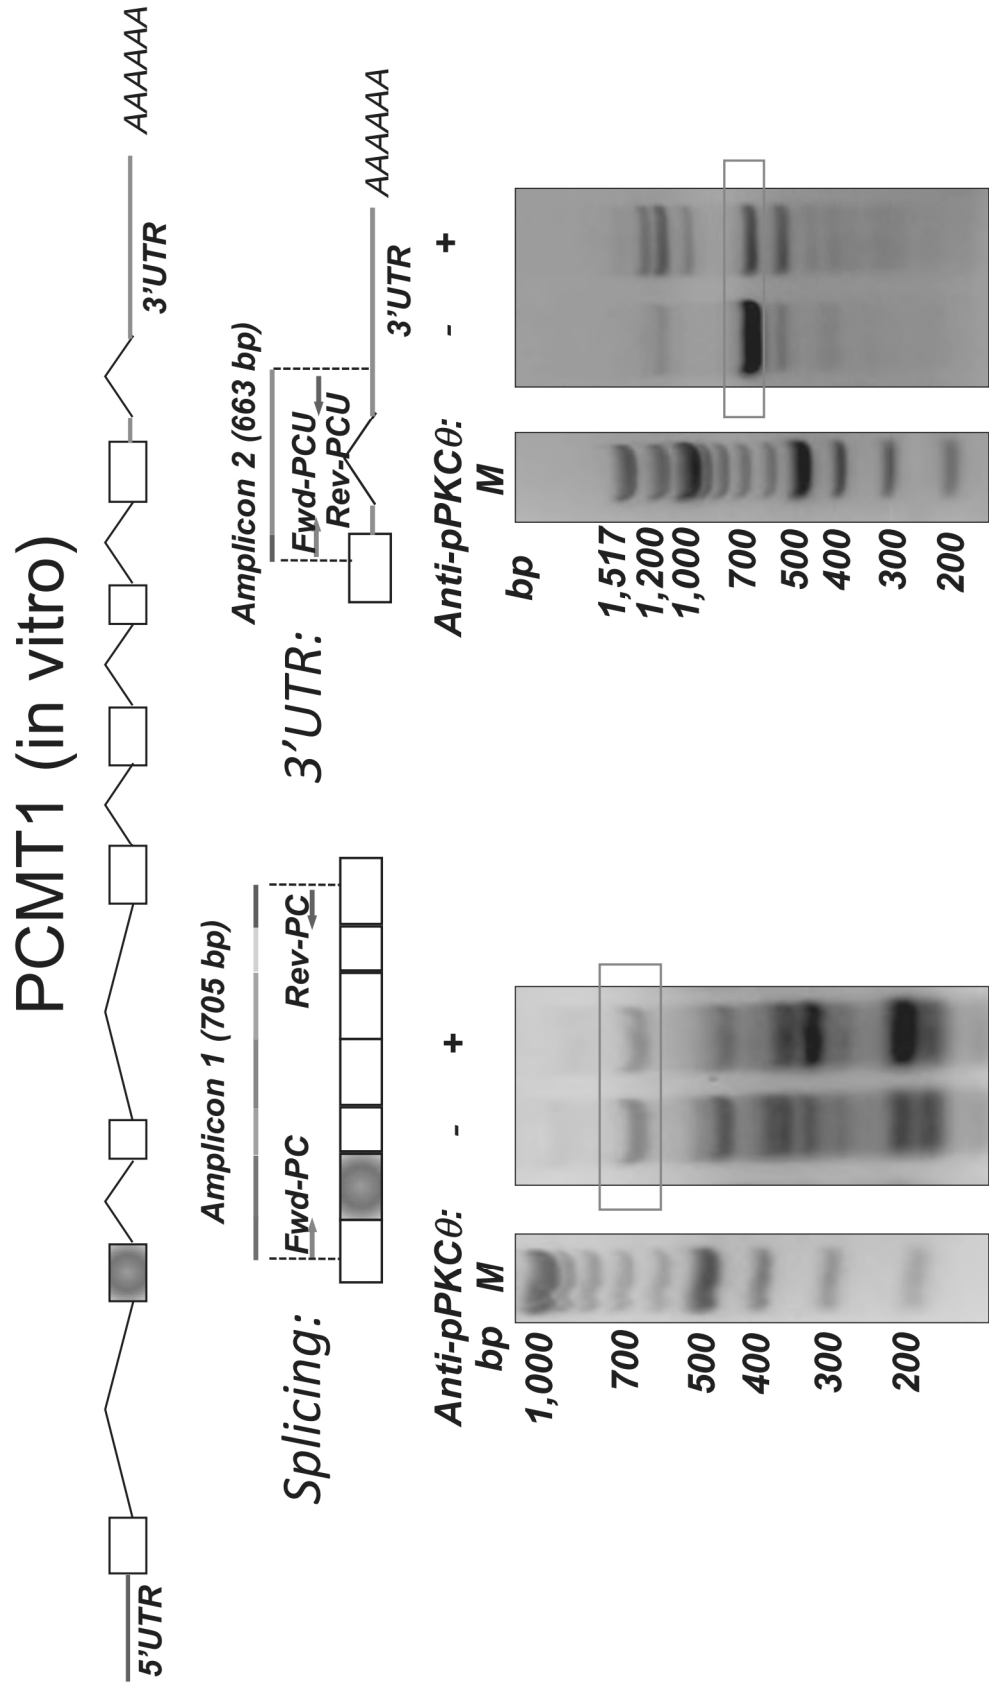 PCMT1 (in vitro)
5'UTR
3'UTR
AAAAAA
Splicing:
Amplicon 1 (705 bp)
Fwd-PC
Rev-PC
3'UTR:
Amplicon 2 (663 bp)
Fwd-PCU
Rev-PCU
3'UTR
AAAAAA
Anti-pPKCθ:
-
+
bp
M
1,000
700
500
400
300
200
Anti-pPKCθ:
-
+
bp
M
1,517
1,200
1,000
700
500
400
300
200